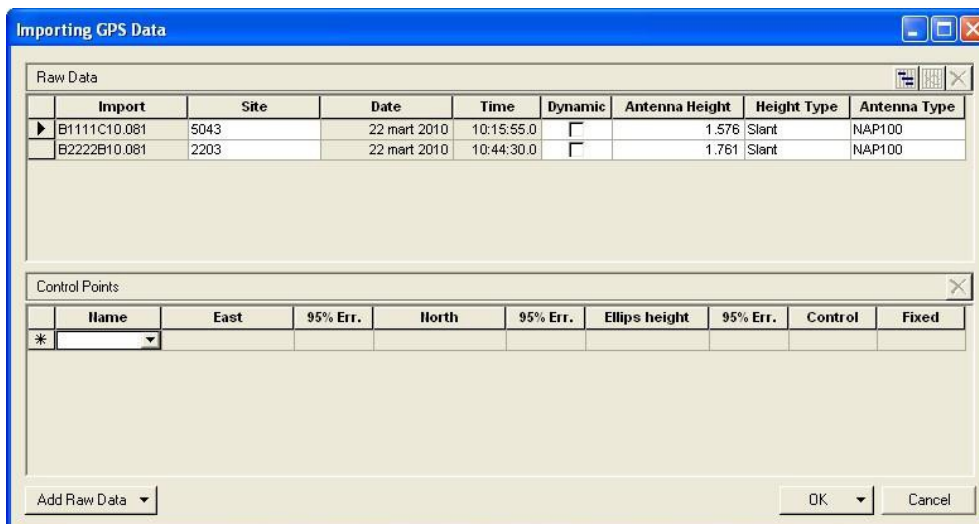 Importing GPS Data
Raw Data
Import Site Date Time Dynamic Antenna Height Height Type Antenna Type
B1111C10.081 5043 22 mart 2010 10:15:55.0 1.576 Slant NAP100
B2222B10.081 2203 22 mart 2010 10:44:30.0 1.761 Slant NAP100
Control Points
Name East 95% Err. North 95% Err. Ellips height 95% Err. Control Fixed
Add Raw Data OK Cancel